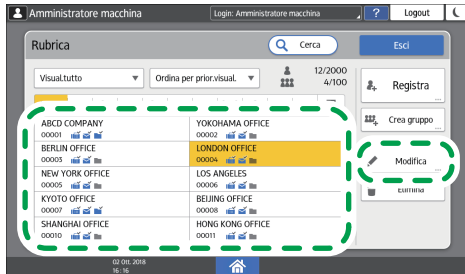 Amministratore macchina
Login: Amministratore macchina
?
Logout
Rubrica
Cerca
Esci
Visual.tutto
Ordina per prior.visual.
12/2000
4/100
Registra
Crea gruppo
Modifica
Elimina
ABCD COMPANY
00001
YOKOHAMA OFFICE
00002
BERLIN OFFICE
00003
LONDON OFFICE
00004
NEW YORK OFFICE
00005
LOS ANGELES
00006
KYOTO OFFICE
00007
BEIJING OFFICE
00008
SHANGHAI OFFICE
00010
HONG KONG OFFICE
00011
02 Ott. 2018
16:16